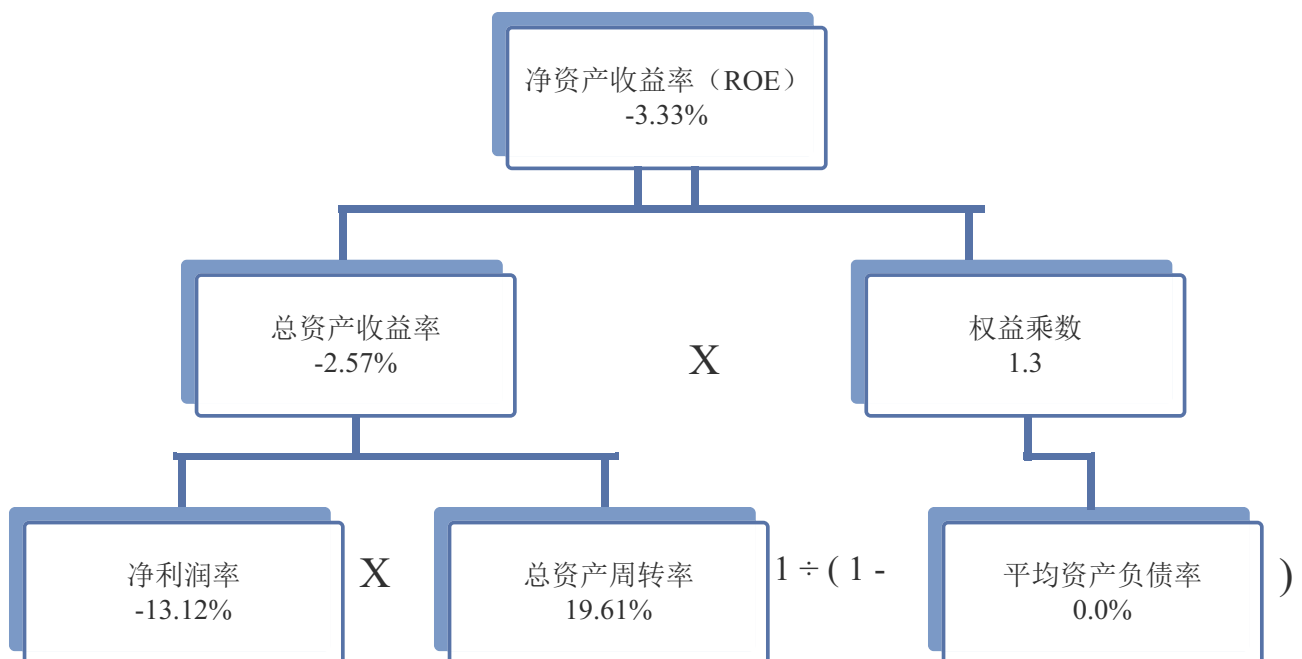 净资产收益率（ROE）
-3.33%
总资产收益率
-2.57%
X
权益乘数
1.3
净利润率
-13.12%
X
总资产周转率
19.61%
1 ÷ ( 1 -
平均资产负债率
0.0%
)